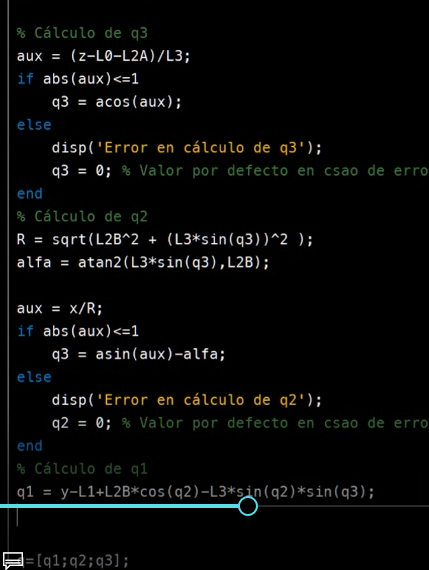 % Cálculo de q3
aux = (z-L0-L2A)/L3;
if abs(aux)<=1
q3 = acos(aux);
else
disp('Error en cálculo de q3');
q3 = 0; % Valor por defecto en csao de erro
end
% Cálculo de q2
R = sqrt(L2B^2 + (L3*sin(q3))^2 );
alfa = atan2(L3*sin(q3),L2B);
aux = x/R;
if abs(aux)<=1
q3 = asin(aux)-alfa;
else
disp('Error en cálculo de q2');
q2 = 0; % Valor por defecto en csao de erro
end
% Cálculo de q1
q1 = y-L1+L2B*cos(q2)-L3*sin(q2)*sin(q3);
=[q1;q2;q3];